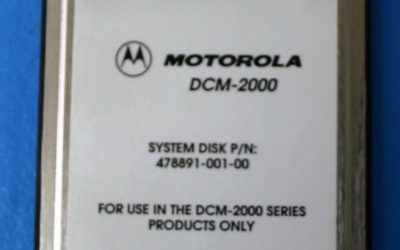 MOTOROLA
DCM-2000
SYSTEM DISK P/N:
478891-001-00
FOR USE IN THE DCM-2000 SERIES
PRODUCTS ONLY